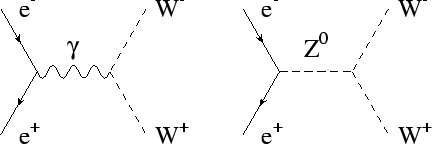 e⁻ W⁻ e⁻ W⁻
γ Z⁰
e⁺ W⁺ e⁺ W⁺